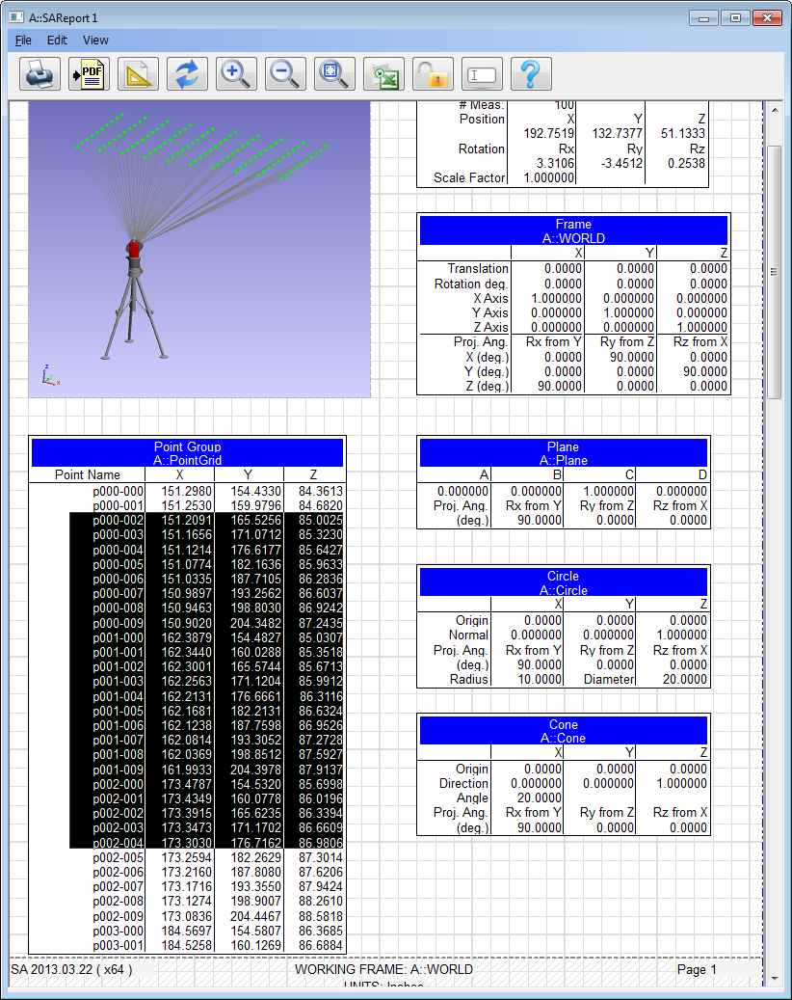 A::SAReport 1
File Edit View
PDF
# Meas. 100
Position X Y Z
192.7519 132.7377 51.1333
Rotation Rx Ry Rz
3.3106 -3.4512 0.2538
Scale Factor 1.000000
Frame
A::WORLD
X Y Z
Translation 0.0000 0.0000 0.0000
Rotation deg. 0.0000 0.0000 0.0000
X Axis 1.000000 0.000000 0.000000
Y Axis 0.000000 1.000000 0.000000
Z Axis 0.000000 0.000000 1.000000
Proj. Ang. Rx from Y Ry from Z Rz from X
X (deg.) 0.0000 90.0000 0.0000
Y (deg.) 0.0000 0.0000 90.0000
Z (deg.) 90.0000 0.0000 0.0000
z
y
x
Point Group
A::PointGrid
Point Name X Y Z
p000-000 151.2980 154.4330 84.3613
p000-001 151.2530 159.9796 84.6820
p000-002 151.2091 165.5256 85.0025
p000-003 151.1656 171.0712 85.3230
p000-004 151.1214 176.6177 85.6427
p000-005 151.0774 182.1636 85.9633
p000-006 151.0335 187.7105 86.2836
p000-007 150.9897 193.2562 86.6037
p000-008 150.9463 198.8030 86.9242
p000-009 150.9020 204.3482 87.2435
p001-000 162.3879 154.4827 85.0307
p001-001 162.3440 160.0288 85.3518
p001-002 162.3001 165.5744 85.6713
p001-003 162.2563 171.1204 85.9912
p001-004 162.2131 176.6661 86.3116
p001-005 162.1681 182.2131 86.6324
p001-006 162.1238 187.7598 86.9526
p001-007 162.0814 193.3052 87.2728
p001-008 162.0369 198.8512 87.5927
p001-009 161.9933 204.3978 87.9137
p002-000 173.4787 154.5320 85.6998
p002-001 173.4349 160.0778 86.0196
p002-002 173.3915 165.6235 86.3394
p002-003 173.3473 171.1702 86.6609
p002-004 173.3030 176.7162 86.9806
p002-005 173.2594 182.2629 87.3014
p002-006 173.2160 187.8080 87.6206
p002-007 173.1716 193.3550 87.9424
p002-008 173.1274 198.9007 88.2610
p002-009 173.0836 204.4467 88.5818
p003-000 184.5697 154.5807 86.3685
p003-001 184.5258 160.1269 86.6884
Plane
A::Plane
A B C D
0.000000 0.000000 1.000000 0.000000
Proj. Ang. Rx from Y Ry from Z Rz from X
(deg.) 90.0000 0.0000 0.0000
Circle
A::Circle
X Y Z
Origin 0.0000 0.0000 0.0000
Normal 0.000000 0.000000 1.000000
Proj. Ang. Rx from Y Ry from Z Rz from X
(deg.) 90.0000 0.0000 0.0000
Radius 10.0000 Diameter 20.0000
Cone
A::Cone
X Y Z
Origin 0.0000 0.0000 0.0000
Direction 0.000000 0.000000 1.000000
Angle 20.0000
Proj. Ang. Rx from Y Ry from Z Rz from X
(deg.) 90.0000 0.0000 0.0000
SA 2013.03.22 ( x64 ) WORKING FRAME: A::WORLD Page 1
UNITS: Inches